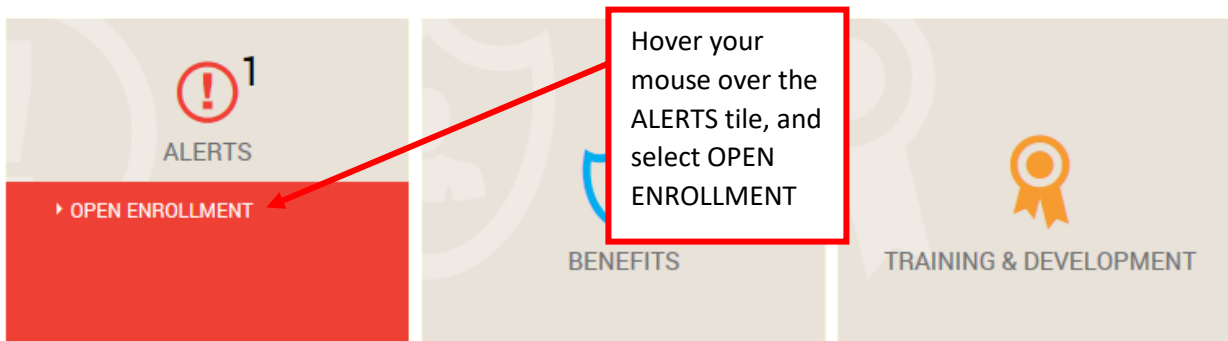 1
ALERTS
OPEN ENROLLMENT
Hover your
mouse over the
ALERTS tile, and
select OPEN
ENROLLMENT
BENEFITS
TRAINING & DEVELOPMENT